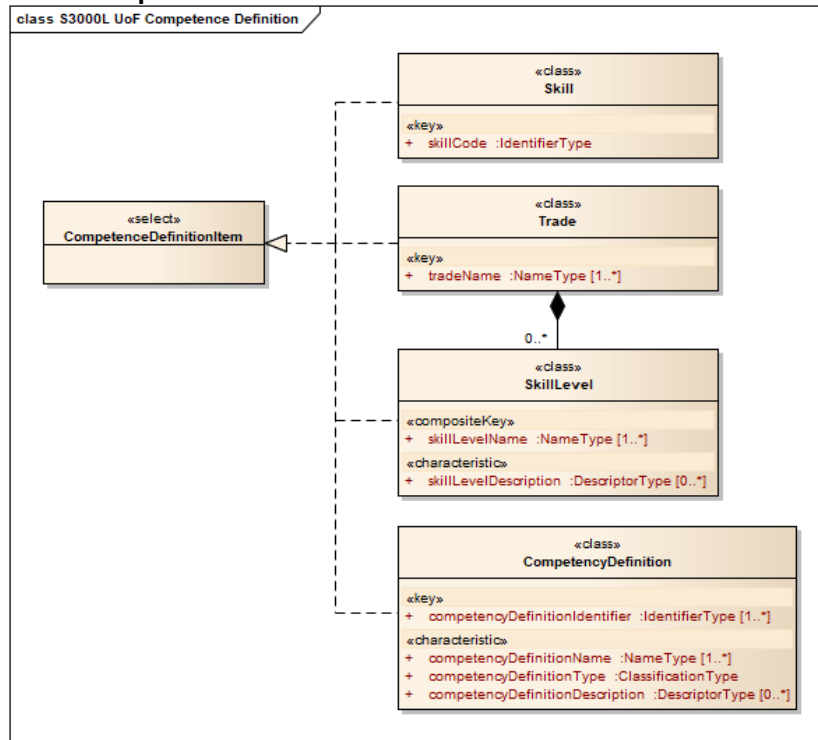 class S3000L UoF Competence Definition
«class»
Skill
«key»
+ skillCode :IdentifierType
«select»
CompetenceDefinitionItem
«class»
Trade
«key»
+ tradeName :NameType [1..*]
0..*
«class»
SkillLevel
«compositeKey»
+ skillLevelName :NameType [1..*]
«characteristic»
+ skillLevelDescription :DescriptorType [0..*]
«class»
CompetencyDefinition
«key»
+ competencyDefinitionIdentifier :IdentifierType [1..*]
«characteristic»
+ competencyDefinitionName :NameType [1..*]
+ competencyDefinitionType :ClassificationType
+ competencyDefinitionDescription :DescriptorType [0..*]